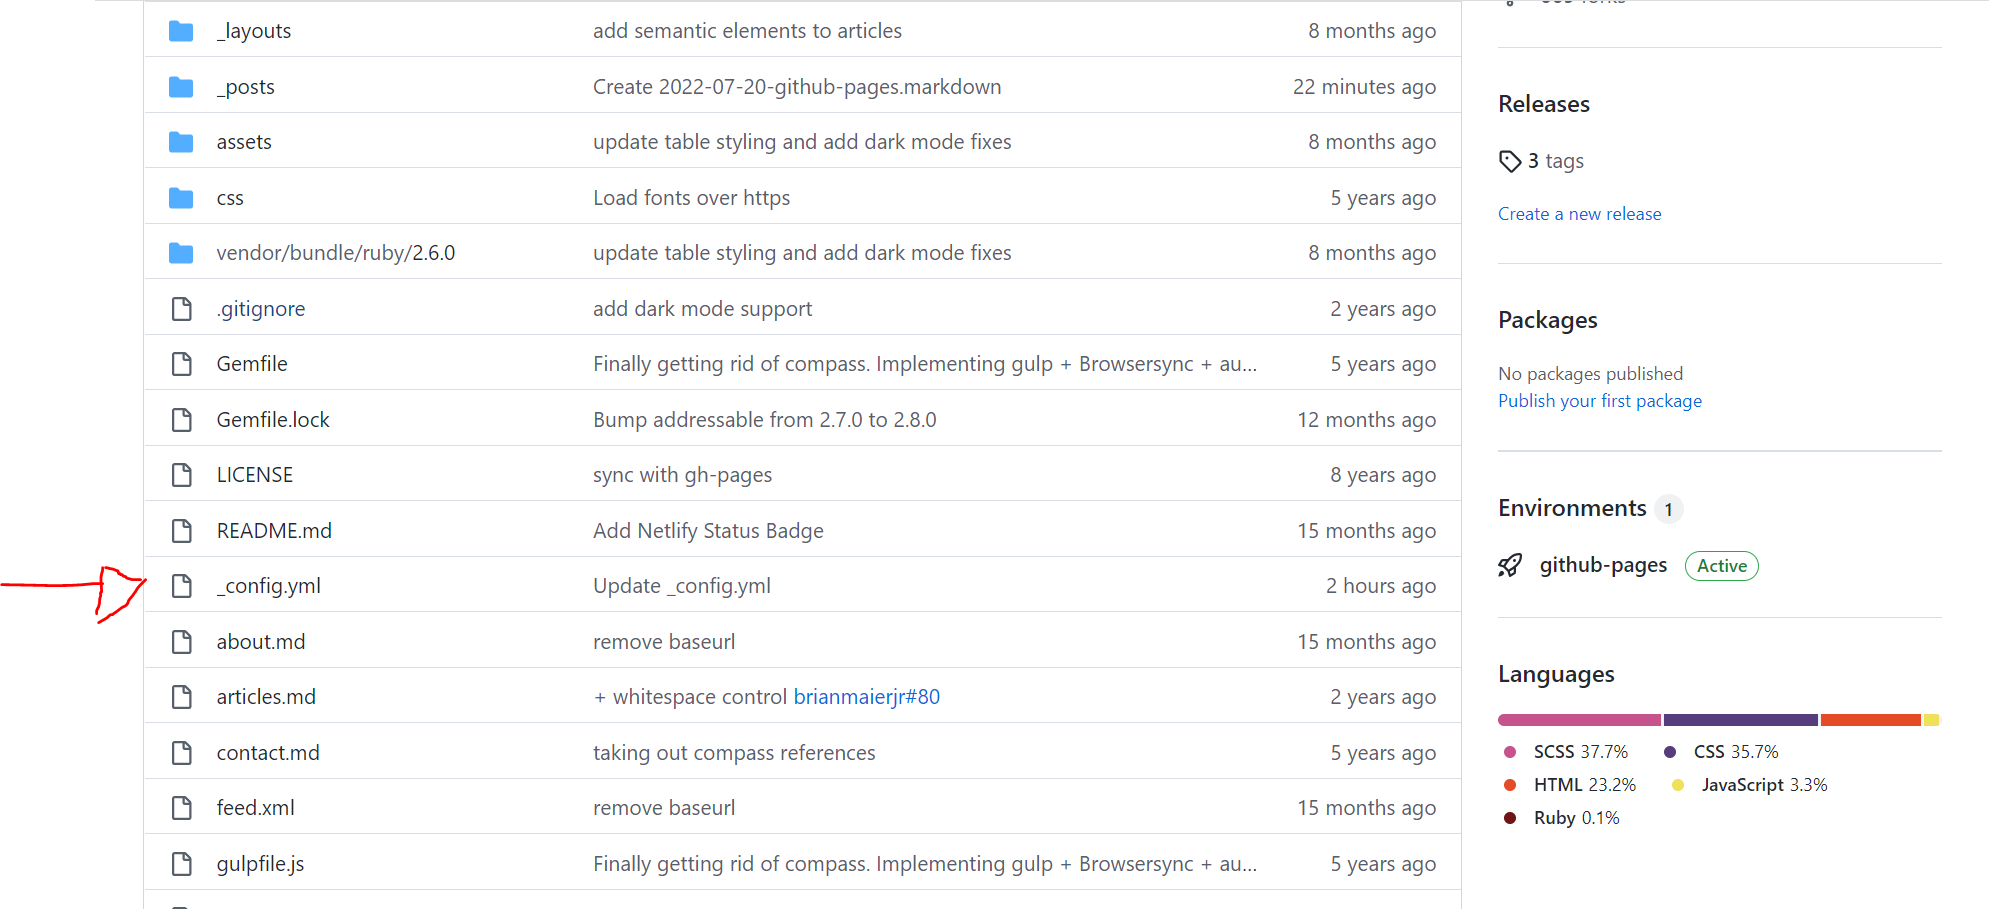 _layouts add semantic elements to articles 8 months ago
_posts Create 2022-07-20-github-pages.markdown 22 minutes ago
assets update table styling and add dark mode fixes 8 months ago
css Load fonts over https 5 years ago
vendor/bundle/ruby/2.6.0 update table styling and add dark mode fixes 8 months ago
.gitignore add dark mode support 2 years ago
Gemfile Finally getting rid of compass. Implementing gulp + Browsersync + au... 5 years ago
Gemfile.lock Bump addressable from 2.7.0 to 2.8.0 12 months ago
LICENSE sync with gh-pages 8 years ago
README.md Add Netlify Status Badge 15 months ago
_config.yml Update _config.yml 2 hours ago
about.md remove baseurl 15 months ago
articles.md + whitespace control brianmaierjr#80 2 years ago
contact.md taking out compass references 5 years ago
feed.xml remove baseurl 15 months ago
gulpfile.js Finally getting rid of compass. Implementing gulp + Browsersync + au... 5 years ago
Releases
3 tags
Create a new release
Packages
No packages published
Publish your first package
Environments 1
github-pages Active
Languages
SCSS 37.7% CSS 35.7%
HTML 23.2% JavaScript 3.3%
Ruby 0.1%